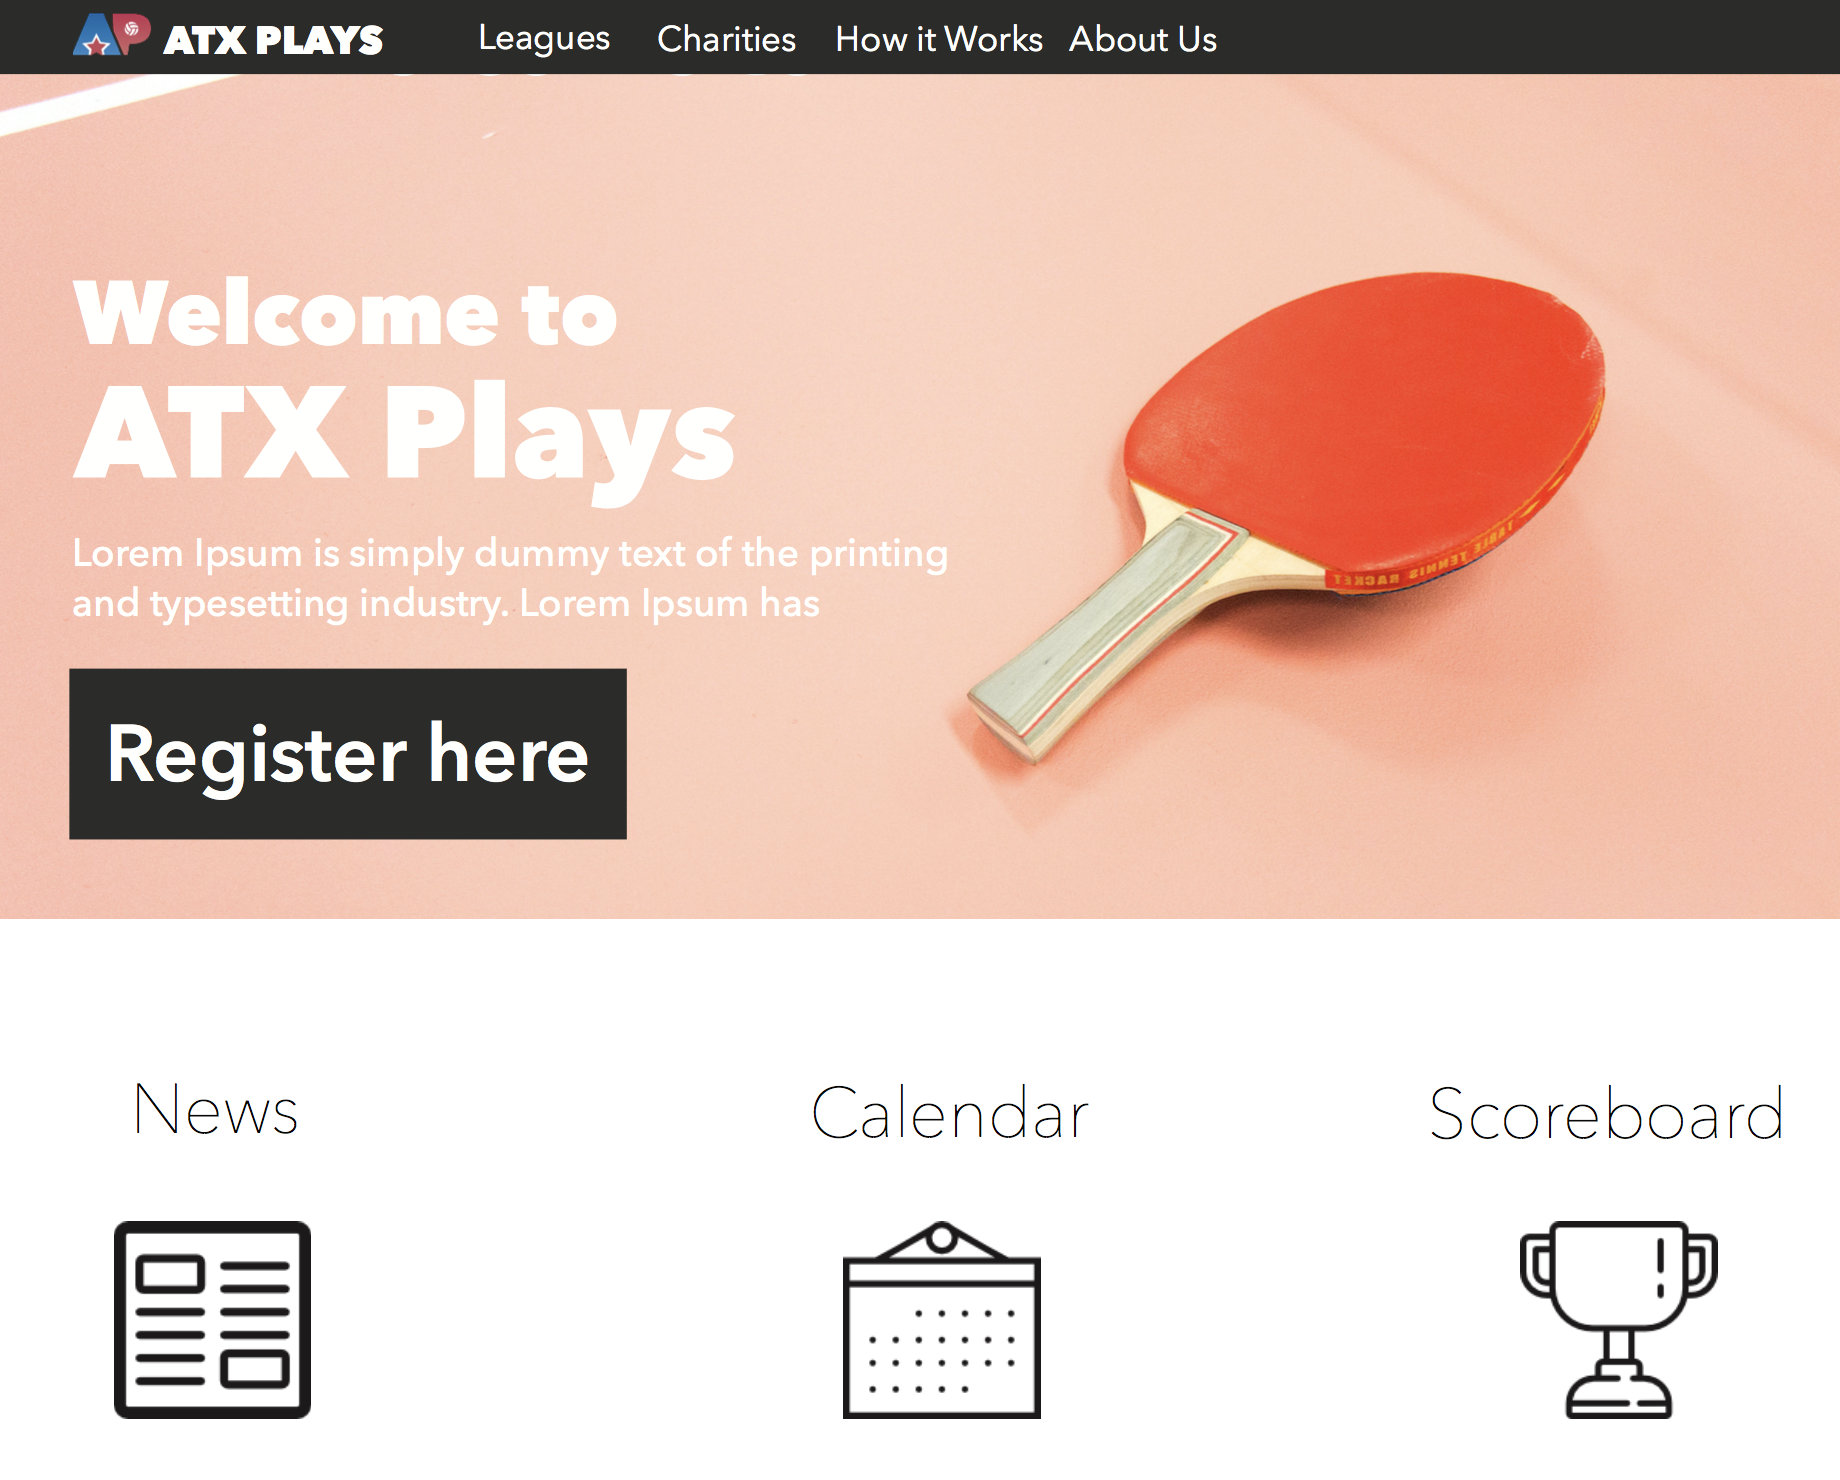 AP ATX PLAYS Leagues Charities How it Works About Us
Welcome to
ATX Plays
Lorem Ipsum is simply dummy text of the printing
and typesetting industry. Lorem Ipsum has
TABLE TENNIS RACKET
Register here
News Calendar Scoreboard